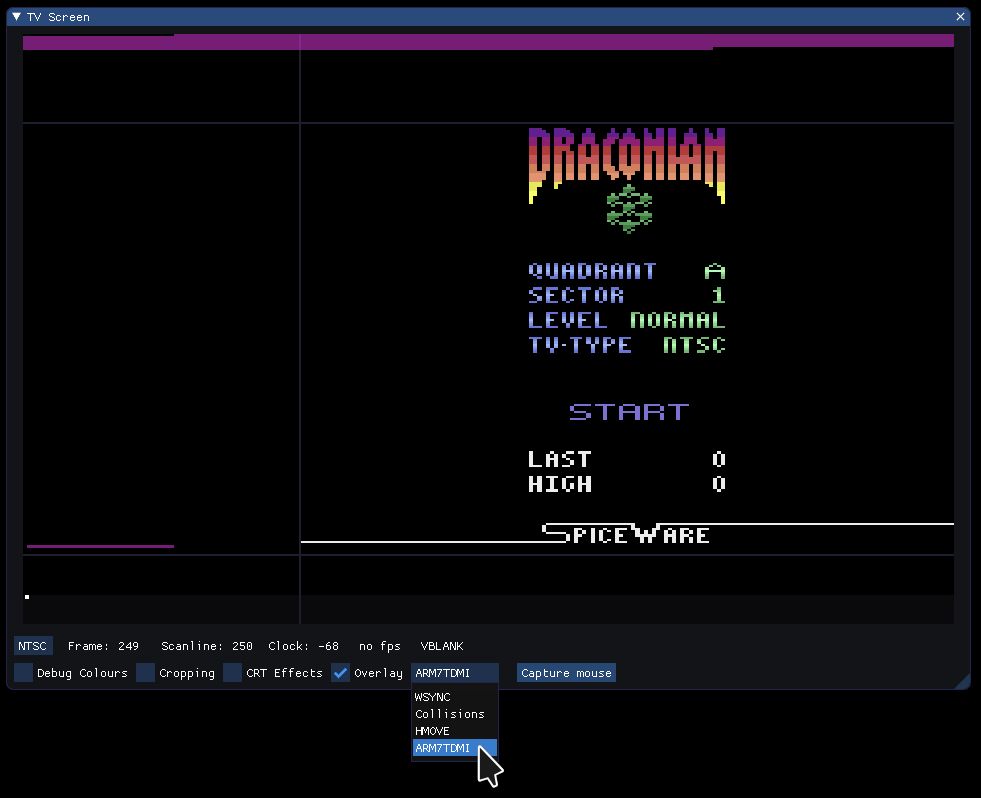 TV Screen
DRACONIAN
QUADRANT A
SECTOR 1
LEVEL NORMAL
TV-TYPE NTSC
START
LAST 0
HIGH 0
SPICEWARE
NTSC Frame: 249 Scanline: 250 Clock: -68 no fps VBLANK
Debug Colours Cropping CRT Effects Overlay ARM7TDMI Capture mouse
WSYNC
Collisions
HMOVE
ARM7TDMI